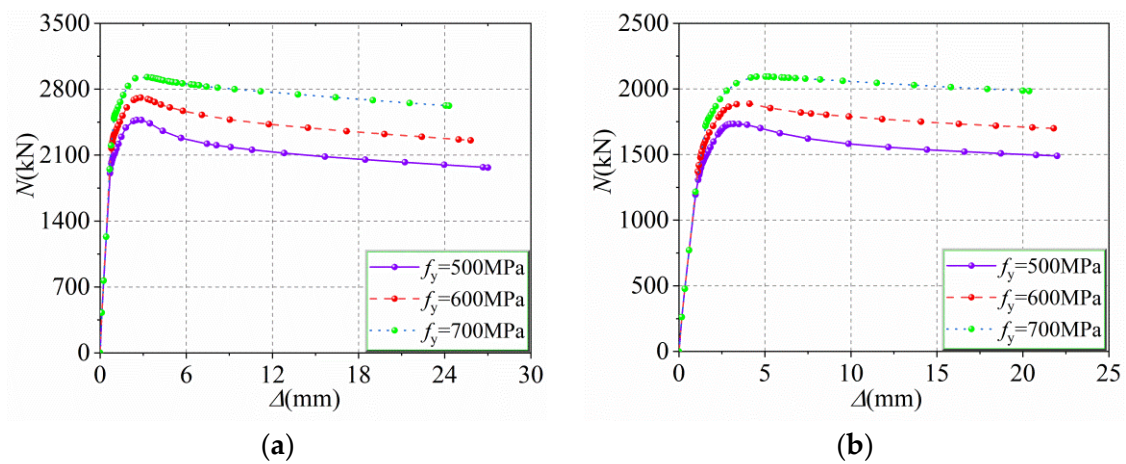 3500
2800
2100
1400
700
0
N(kN)
0 6 12 18 24 30
Δ(mm)
fy=500MPa
fy=600MPa
fy=700MPa
(a)
2500
2000
1500
1000
500
0
N(kN)
0 5 10 15 20 25
Δ(mm)
fy=500MPa
fy=600MPa
fy=700MPa
(b)